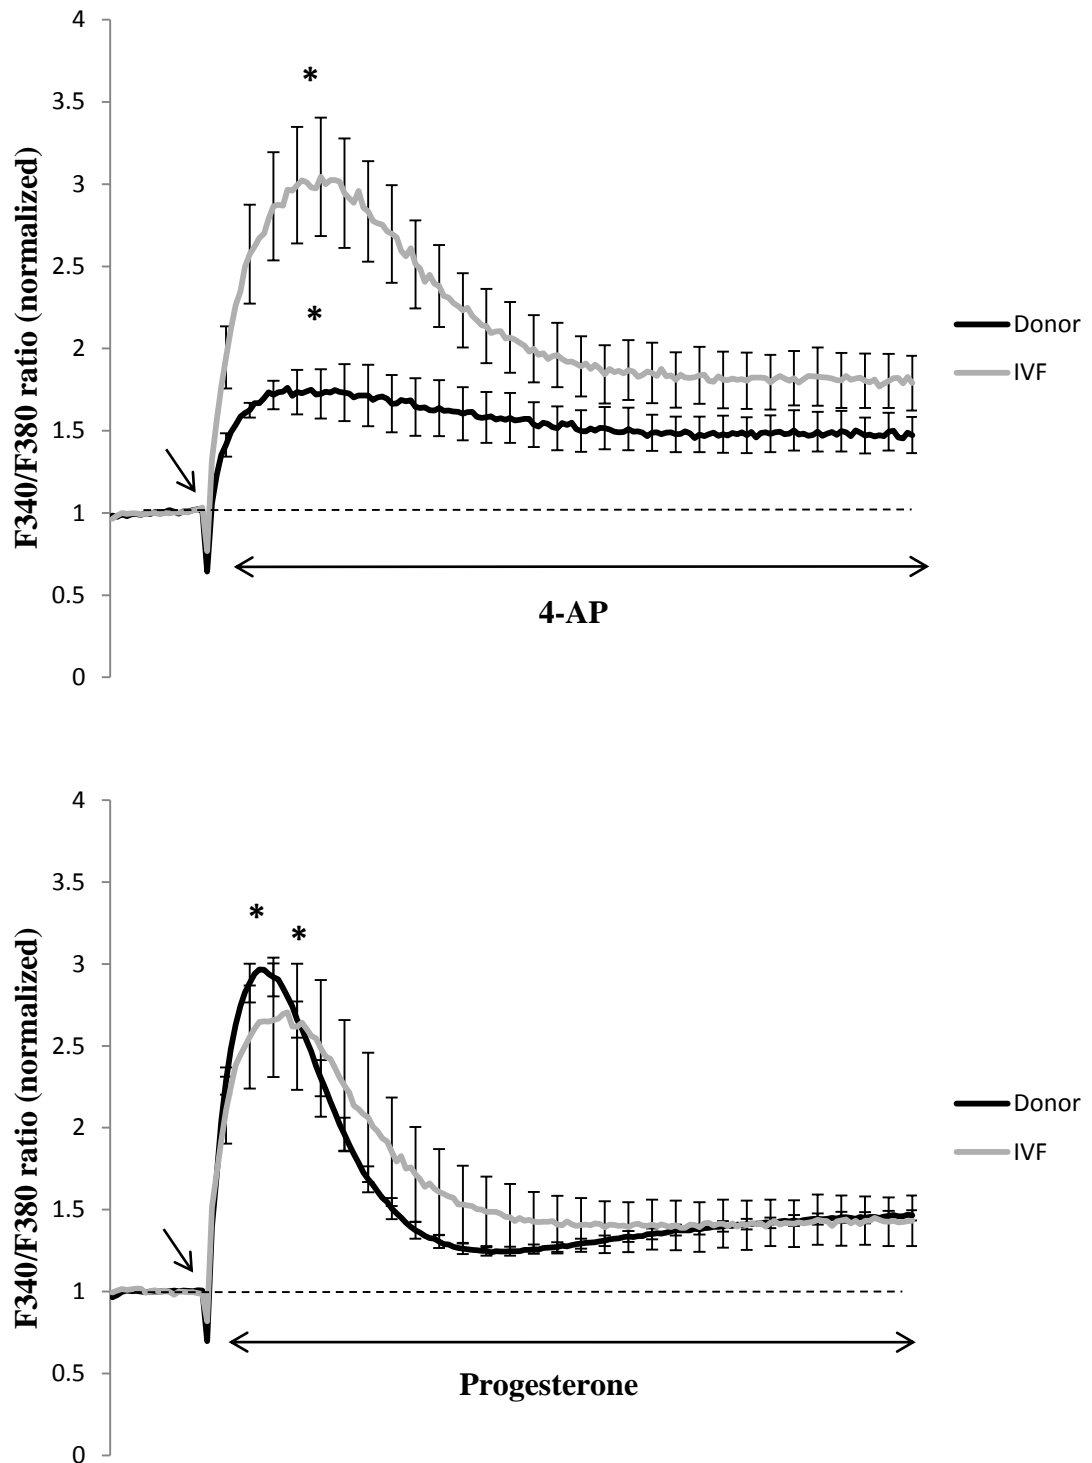 4
3.5
3
2.5
2
1.5
1
0.5
0
F340/F380 ratio (normalized)
*
*
Donor
IVF
4-AP
4
3.5
3
2.5
2
1.5
1
0.5
0
F340/F380 ratio (normalized)
* *
Donor
IVF
Progesterone